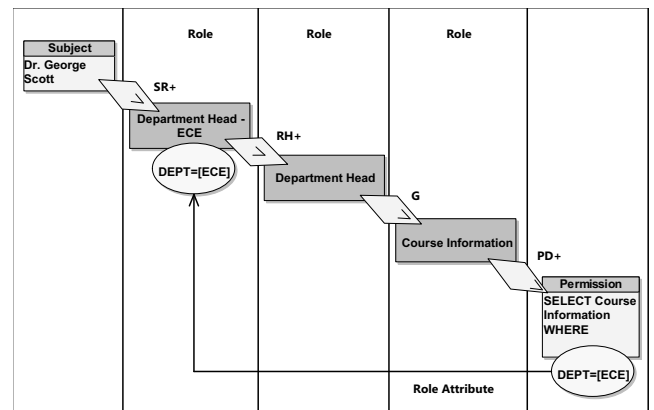 Role
Role
Role
Subject
Dr. George
Scott
SR+
Department Head -
ECE
DEPT=[ECE]
RH+
Department Head
G
Course Information
PD+
Permission
SELECT Course
Information
WHERE
DEPT=[ECE]
Role Attribute